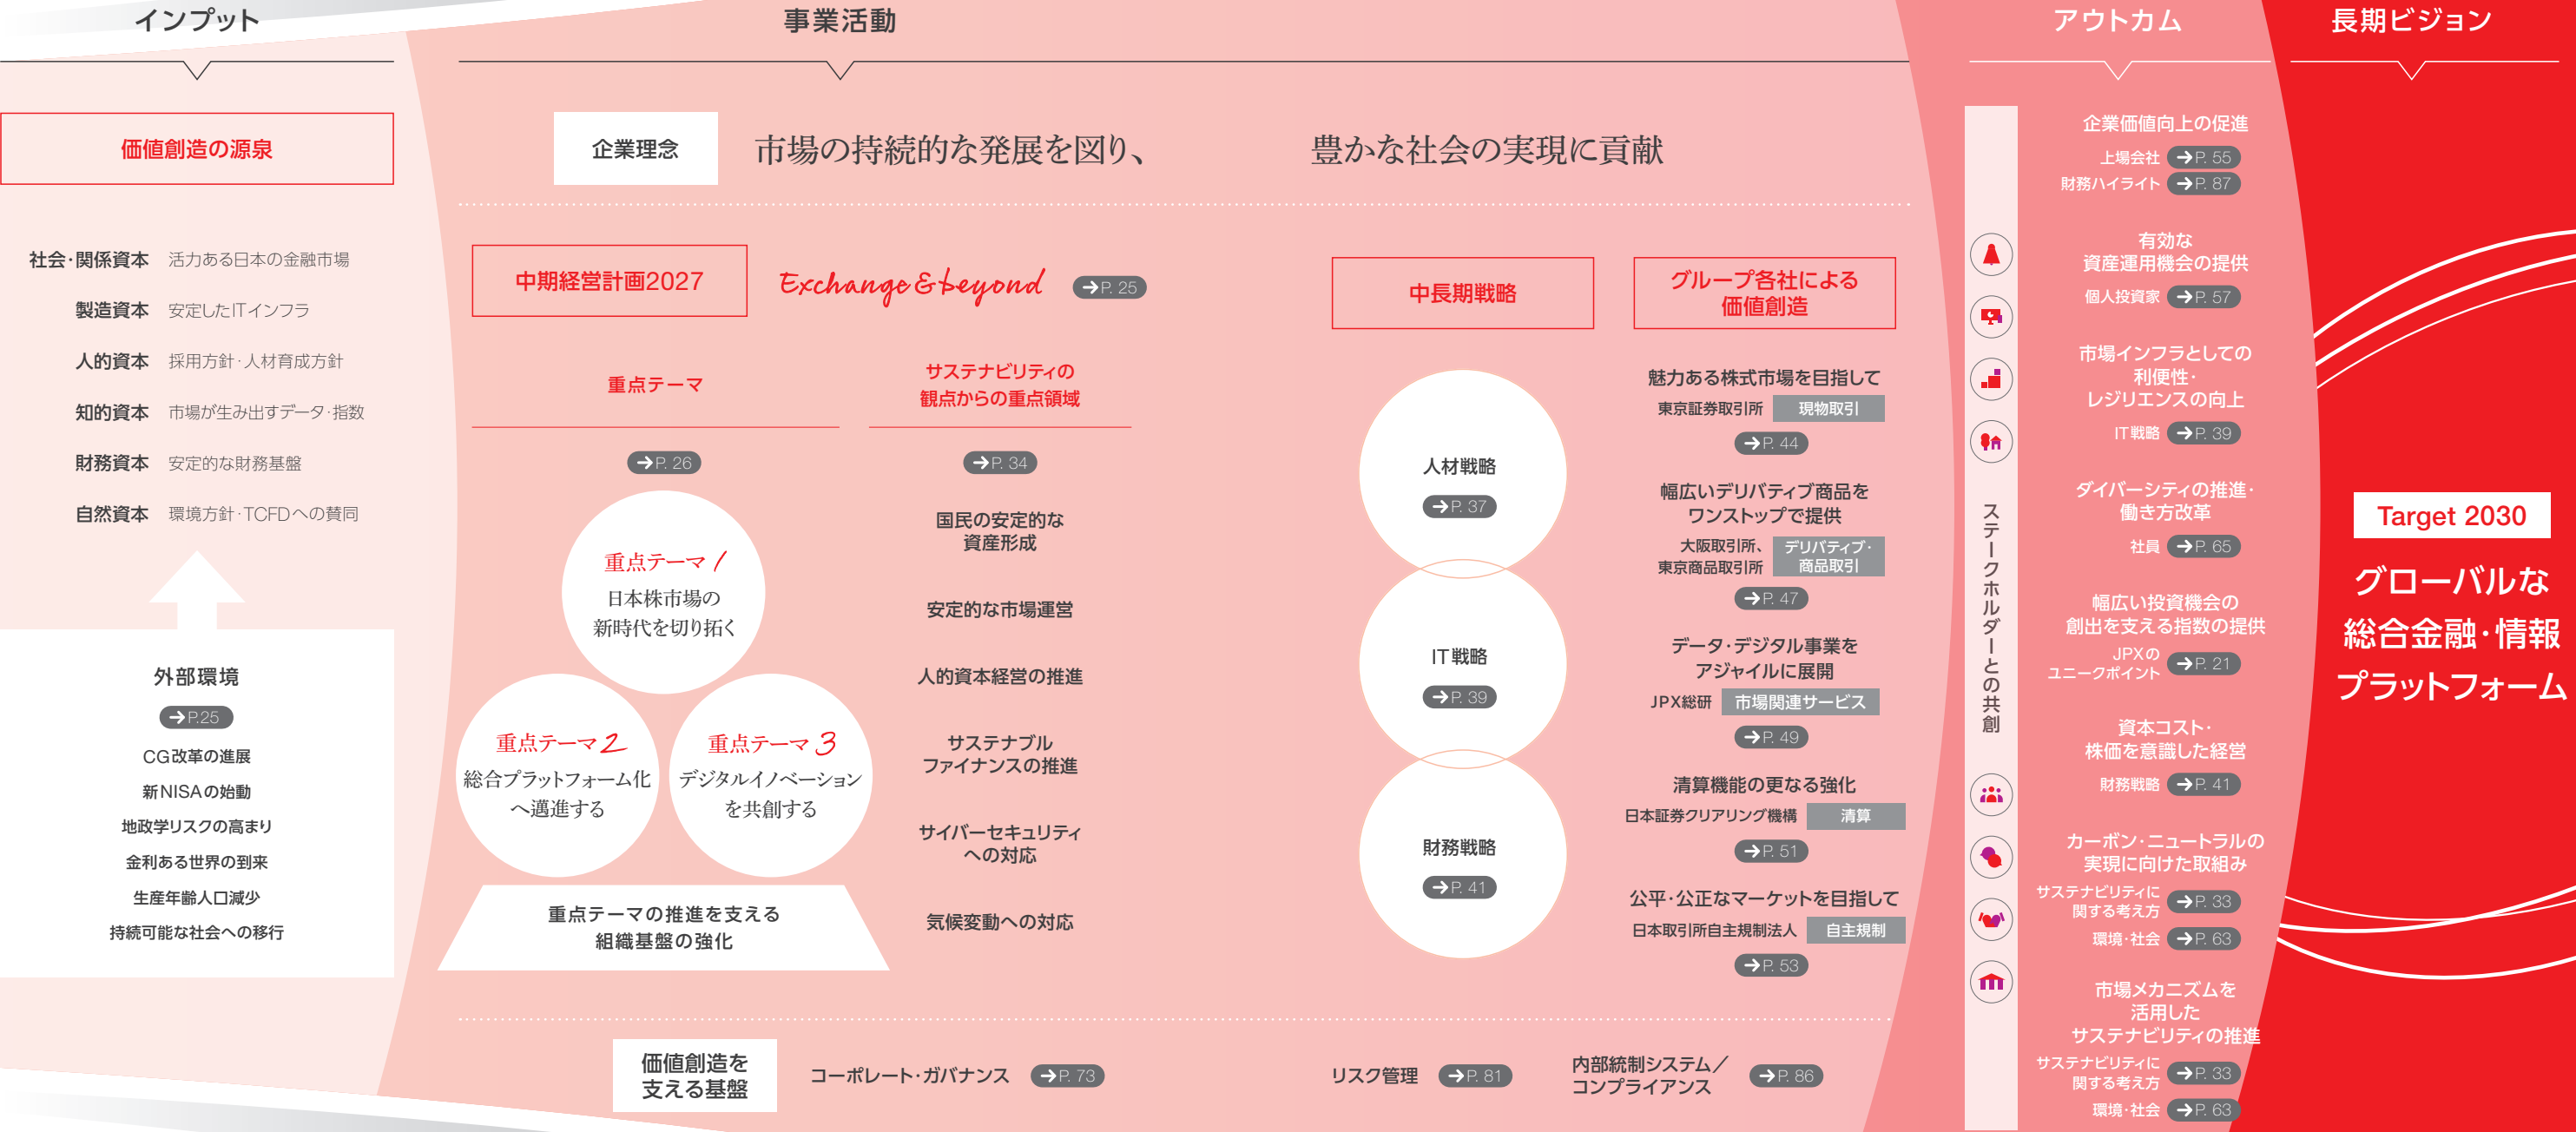 インプット
価値創造の源泉
社会・関係資本 活力ある日本の金融市場
製造資本 安定したITインフラ
人的資本 採用方針・人材育成方針
知的資本 市場が生み出すデータ・指数
財務資本 安定的な財務基盤
自然資本 環境方針・TCFDへの賛同
外部環境
→P.25
CG改革の進展
新NISAの始動
地政学リスクの高まり
金利ある世界の到来
生産年齢人口減少
持続可能な社会への移行
事業活動
企業理念 市場の持続的な発展を図り、 豊かな社会の実現に貢献
中期経営計画2027 Exchange & beyond →P. 25
重点テーマ
→P. 26
重点テーマ1
日本株市場の
新時代を切り拓く
重点テーマ2
総合プラットフォーム化
へ邁進する
重点テーマ3
デジタルイノベーション
を共創する
重点テーマの推進を支える
組織基盤の強化
サステナビリティの
観点からの重点領域
→P. 34
国民の安定的な
資産形成
安定的な市場運営
人的資本経営の推進
サステナブル
ファイナンスの推進
サイバーセキュリティ
への対応
気候変動への対応
中長期戦略
人材戦略
→P. 37
IT戦略
→P. 39
財務戦略
→P. 41
グループ各社による
価値創造
魅力ある株式市場を目指して
東京証券取引所 現物取引
→P. 44
幅広いデリバティブ商品を
ワンストップで提供
大阪取引所、
東京商品取引所
デリバティブ・
商品取引
→P. 47
データ・デジタル事業を
アジャイルに展開
JPX総研 市場関連サービス
→P. 49
清算機能の更なる強化
日本証券クリアリング機構 清算
→P. 51
公平・公正なマーケットを目指して
日本取引所自主規制法人 自主規制
→P. 53
価値創造を
支える基盤
コーポレート・ガバナンス →P. 73
リスク管理 →P. 81
内部統制システム／
コンプライアンス
→P. 86
ステークホルダーとの共創
アウトカム
企業価値向上の促進
上場会社 →P. 55
財務ハイライト →P. 87
有効な
資産運用機会の提供
個人投資家 →P. 57
市場インフラとしての
利便性・
レジリエンスの向上
IT戦略 →P. 39
ダイバーシティの推進・
働き方改革
社員 →P. 65
幅広い投資機会の
創出を支える指数の提供
JPXの
ユニークポイント
→P. 21
資本コスト・
株価を意識した経営
財務戦略 →P. 41
カーボン・ニュートラルの
実現に向けた取組み
サステナビリティに
関する考え方
→P. 33
環境・社会 →P. 63
市場メカニズムを
活用した
サステナビリティの推進
サステナビリティに
関する考え方
→P. 33
環境・社会 →P. 63
長期ビジョン
Target 2030
グローバルな
総合金融・情報
プラットフォーム